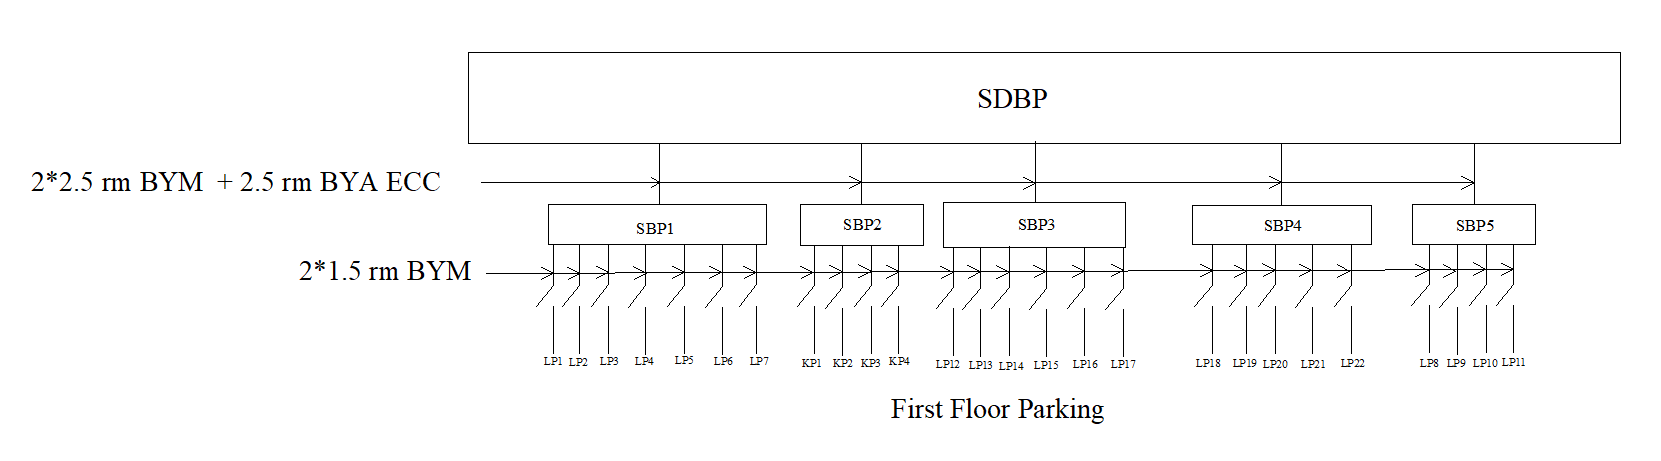 SDBP
2*2.5 rm BYM + 2.5 rm BYA ECC
SBP1 SBP2 SBP3 SBP4 SBP5
2*1.5 rm BYM
LP1 LP2 LP3 LP4 LP5 LP6 LP7 KP1 KP2 KP3 KP4 LP12 LP13 LP14 LP15 LP16 LP17 LP18 LP19 LP20 LP21 LP22 LP8 LP9 LP10 LP11
First Floor Parking